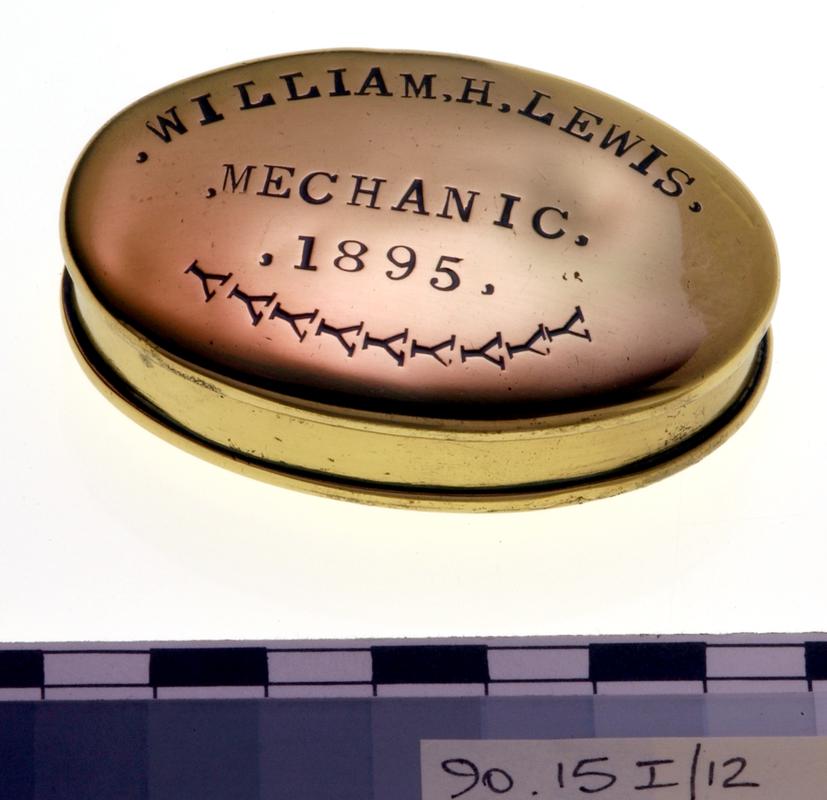 ,WILLIAM,H,LEWIS,
,MECHANIC,
,1895,
YYYYYYYYY
90.15 I/12